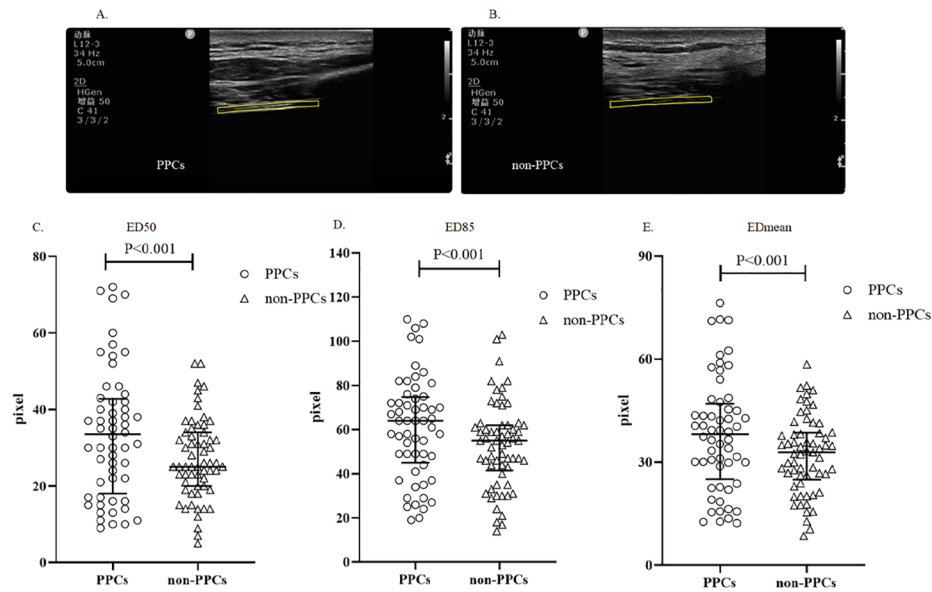 A.
B.
动脉
L12-3
34 Hz
5.0cm
2D
HGen
增益 50
C 41
3/3/2
P
2
PPCs
动脉
L12-3
34 Hz
5.0cm
2D
HGen
增益 50
C 41
3/3/2
P
2
non-PPCs
C.
ED50
P<0.001
80
60
40
20
0
pixel
PPCs
non-PPCs
PPCs
non-PPCs
D.
ED85
P<0.001
140
120
100
80
60
40
20
0
pixel
PPCs
non-PPCs
PPCs
non-PPCs
E.
EDmean
P<0.001
90
60
30
0
pixel
PPCs
non-PPCs
PPCs
non-PPCs